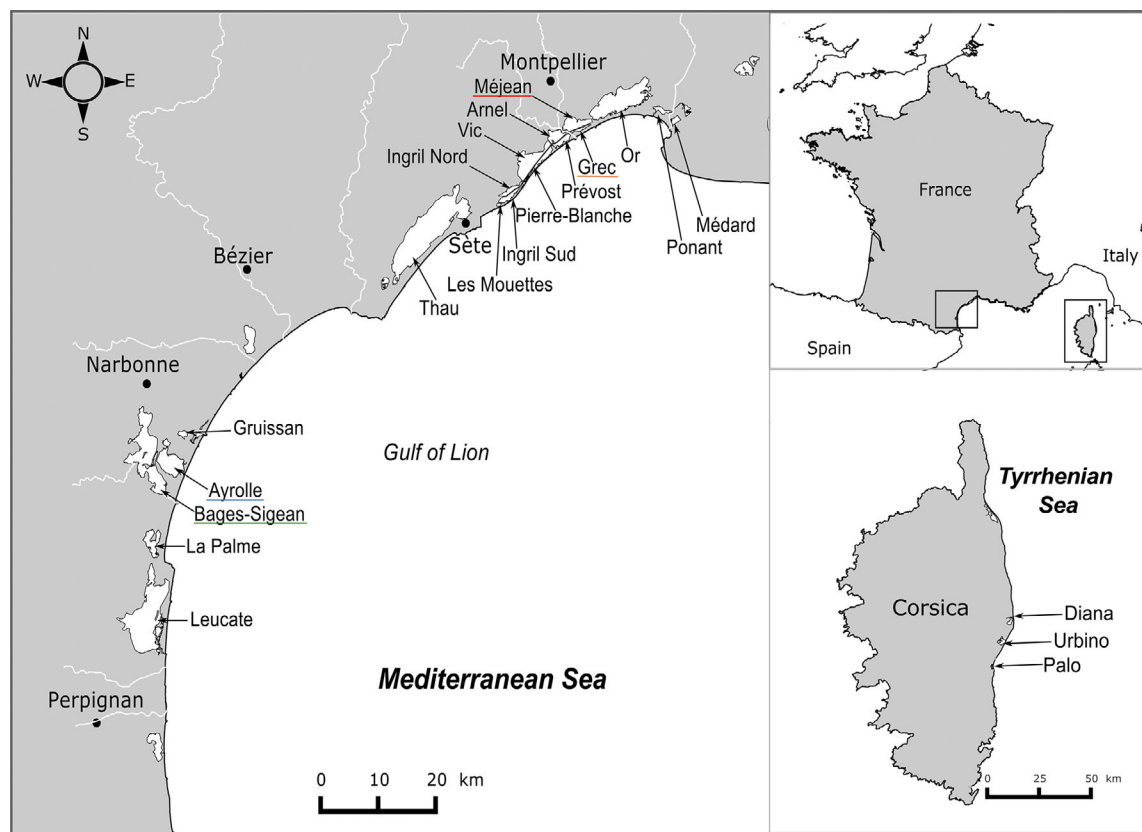 N
W E
S
Montpellier
Méjean
Arnel
Vic
Ingril Nord
Or
Grec
Prévost
Pierre-Blanche
Médard
Ponant
Sète
Ingril Sud
Les Mouettes
Thau
Bézier
Narbonne
Gruissan
Gulf of Lion
Ayrolle
Bages-Sigean
La Palme
Leucate
Mediterranean Sea
Perpignan
0 10 20 km
France
Italy
Spain
Tyrrhenian
Sea
Corsica
Diana
Urbino
Palo
0 25 50 km